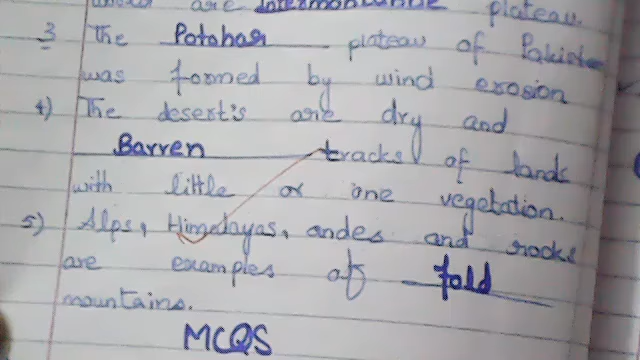 are Intermontanne plateau.
3 The Potohar plateau of Pakistan
was formed by wind erosion
4) The desert's are dry and
Barren tracks of lands
with little or one vegetation.
5) Alps, Himalayas, andes and rocks
are examples of fold
mountains.
MCQS